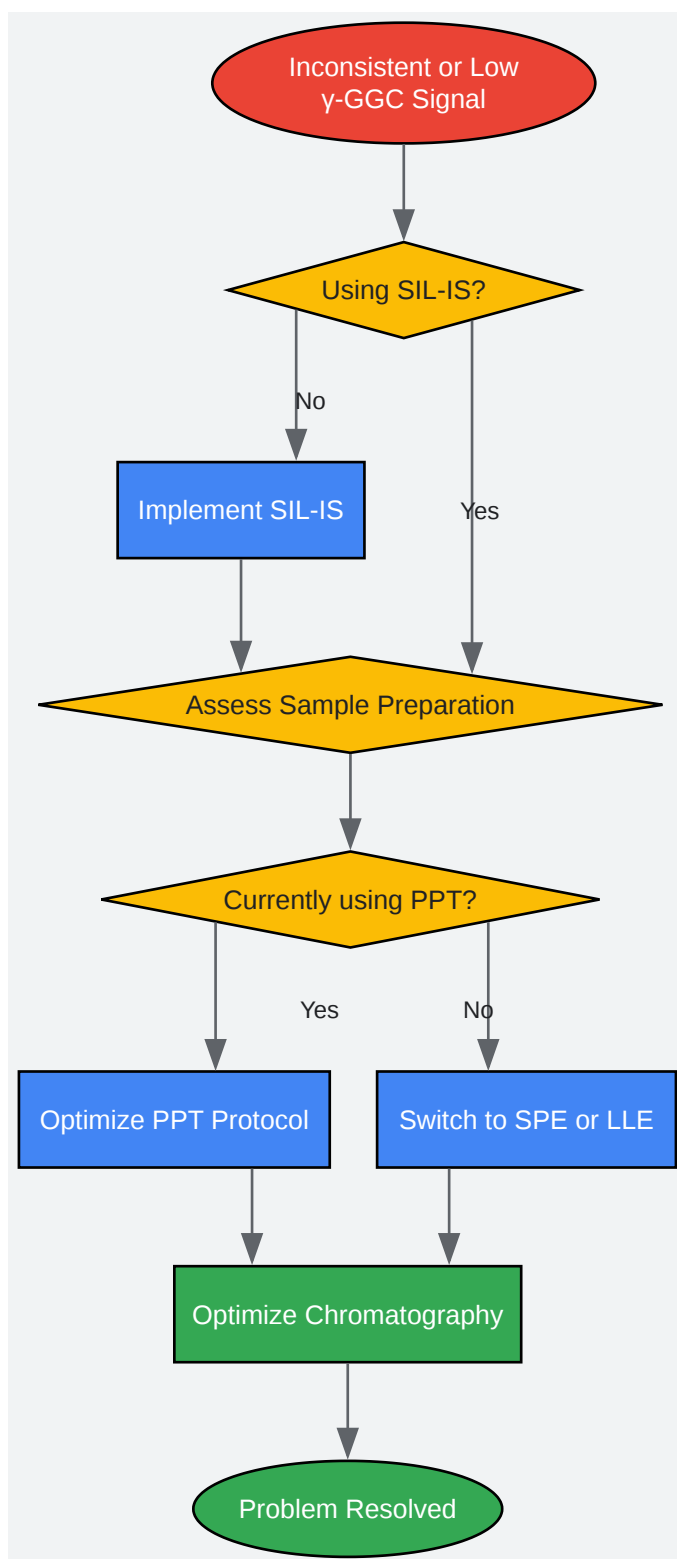 Inconsistent or Low
γ-GGC Signal
Using SIL-IS?
No
Implement SIL-IS
Yes
Assess Sample Preparation
Currently using PPT?
Yes
No
Optimize PPT Protocol
Switch to SPE or LLE
Optimize Chromatography
Problem Resolved